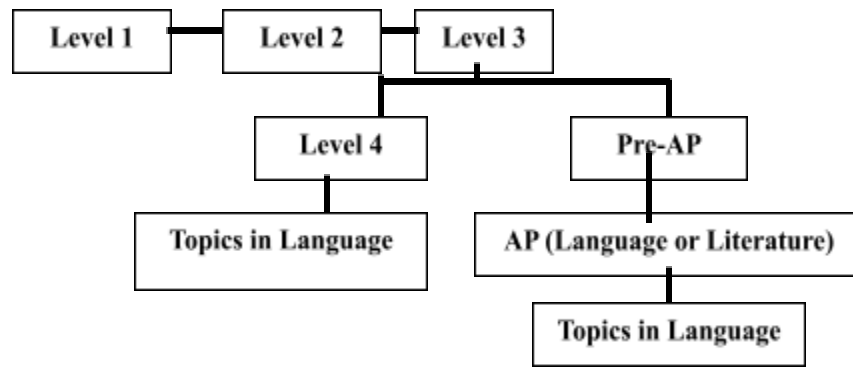 Level 1
Level 2
Level 3
Level 4
Pre-AP
Topics in Language
AP (Language or Literature)
Topics in Language